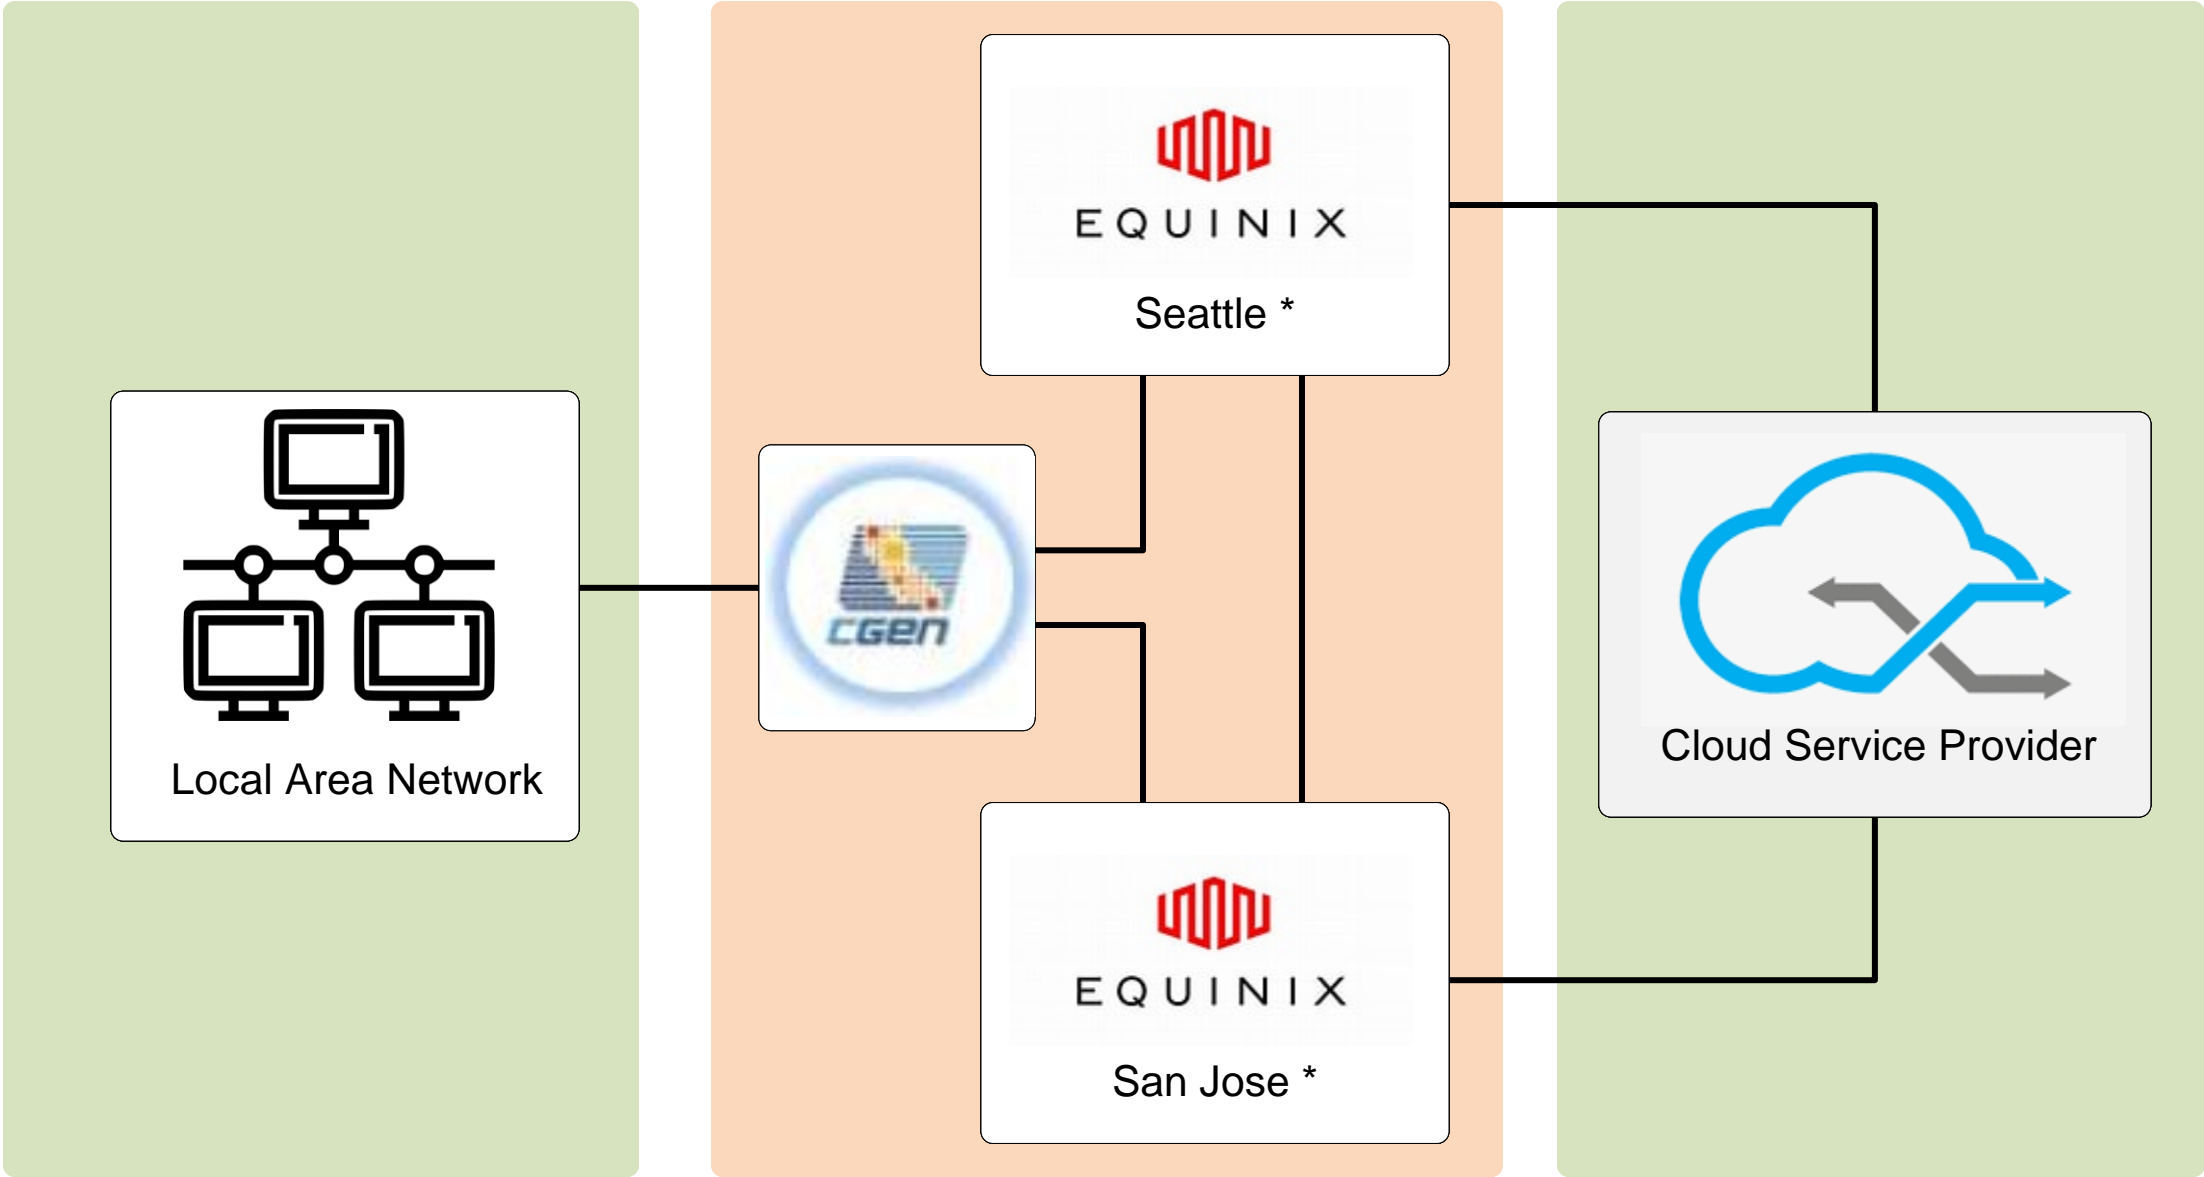 EQUINIX
Seattle *
Local Area Network
CGen
Cloud Service Provider
EQUINIX
San Jose *